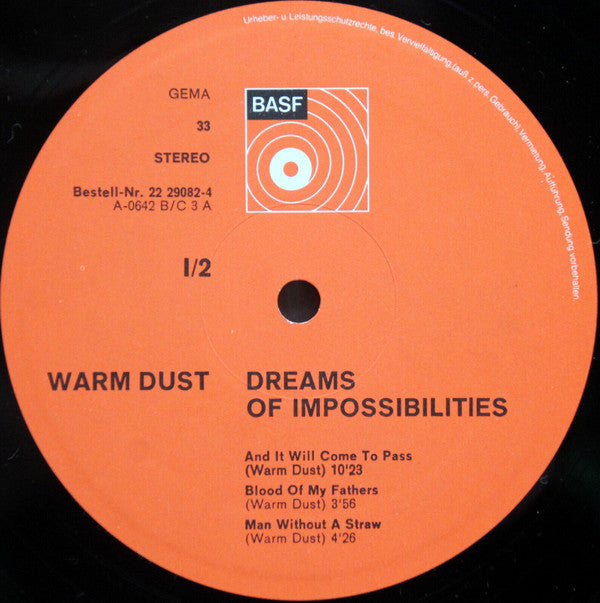 Urheber- u Leistungsschutzrechte, bes. Vervielfältigung, (auß z pers. Gebrauch) Vermietung, Aufführung, Sendung vorbehalten.
GEMA
BASF
33
STEREO
Bestell-Nr. 22 29082-4
A-0642 B/C 3 A
I/2
WARM DUST
DREAMS
OF IMPOSSIBILITIES
And It Will Come To Pass
(Warm Dust) 10'23
Blood Of My Fathers
(Warm Dust) 3'56
Man Without A Straw
(Warm Dust) 4'26